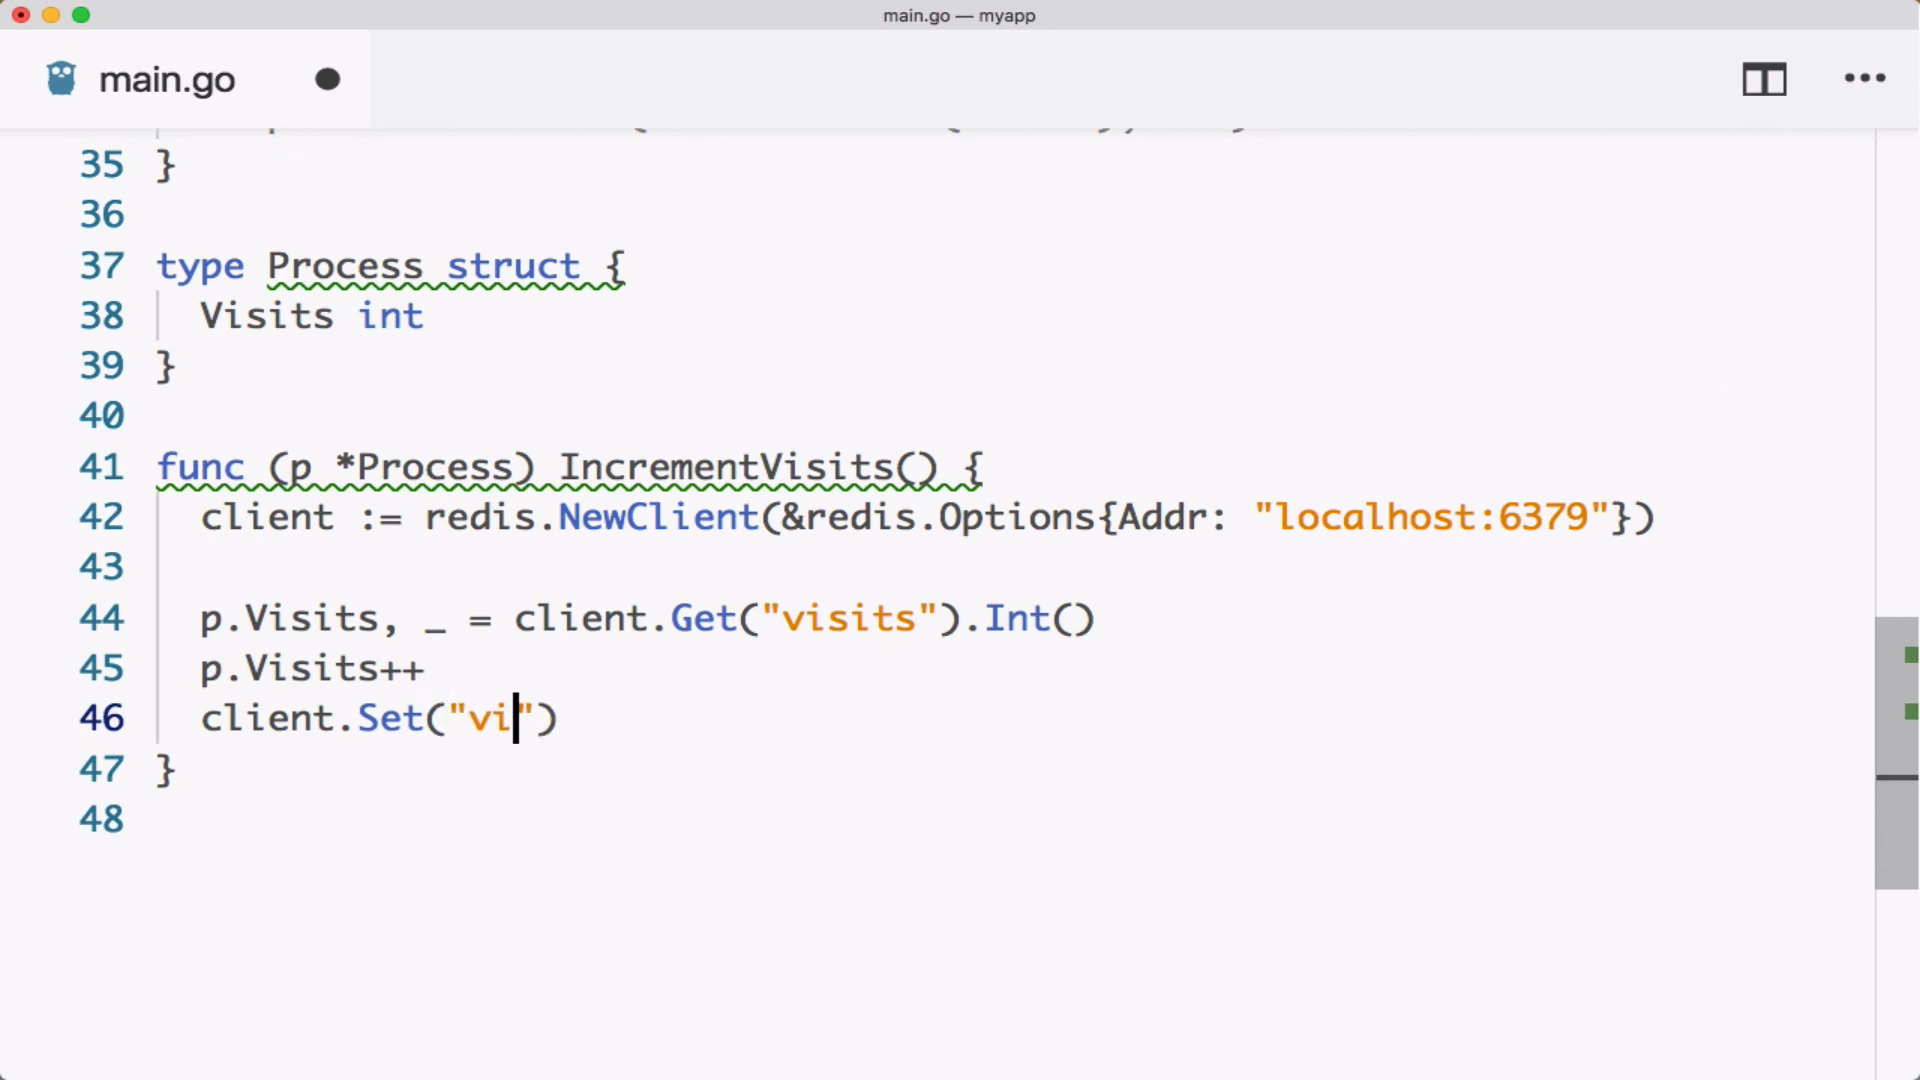 main.go — myapp
main.go
35 }
36
37 type Process struct {
38 Visits int
39 }
40
41 func (p *Process) IncrementVisits() {
42 client := redis.NewClient(&redis.Options{Addr: "localhost:6379"})
43
44 p.Visits, _ = client.Get("visits").Int()
45 p.Visits++
46 client.Set("vi")
47 }
48